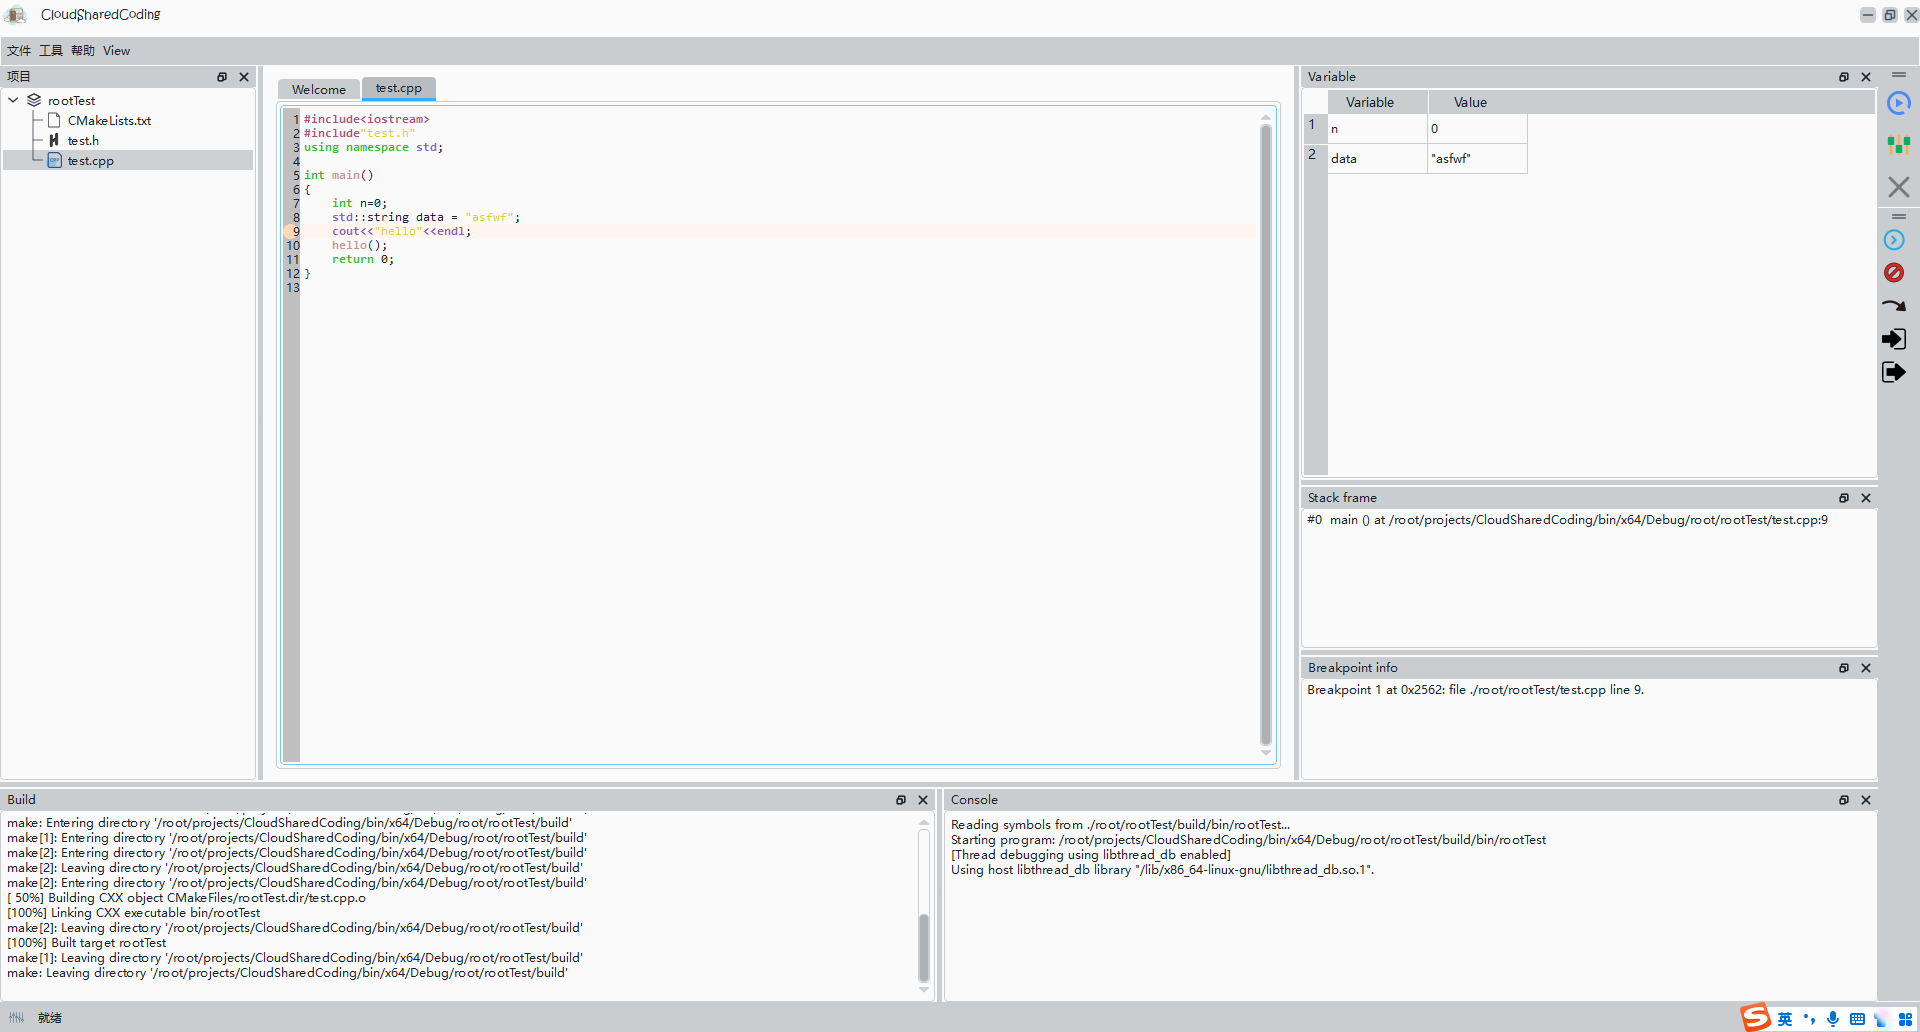 CloudSharedCoding
文件 工具 帮助 View
项目
rootTest
CMakeLists.txt
test.h
test.cpp
Welcome
test.cpp
1 #include<iostream>
2 #include"test.h"
3 using namespace std;
4
5 int main()
6 {
7 int n=0;
8 std::string data = "asfwf";
9 cout<<"hello"<<endl;
10 hello();
11 return 0;
12 }
13
Variable
Variable Value
1 n 0
2 data "asfwf"
Stack frame
#0 main () at /root/projects/CloudSharedCoding/bin/x64/Debug/root/rootTest/test.cpp:9
Breakpoint info
Breakpoint 1 at 0x2562: file ./root/rootTest/test.cpp line 9.
Build
make: Entering directory '/root/projects/CloudSharedCoding/bin/x64/Debug/root/rootTest/build'
make[1]: Entering directory '/root/projects/CloudSharedCoding/bin/x64/Debug/root/rootTest/build'
make[2]: Entering directory '/root/projects/CloudSharedCoding/bin/x64/Debug/root/rootTest/build'
make[2]: Leaving directory '/root/projects/CloudSharedCoding/bin/x64/Debug/root/rootTest/build'
make[2]: Entering directory '/root/projects/CloudSharedCoding/bin/x64/Debug/root/rootTest/build'
[ 50%] Building CXX object CMakeFiles/rootTest.dir/test.cpp.o
[100%] Linking CXX executable bin/rootTest
make[2]: Leaving directory '/root/projects/CloudSharedCoding/bin/x64/Debug/root/rootTest/build'
[100%] Built target rootTest
make[1]: Leaving directory '/root/projects/CloudSharedCoding/bin/x64/Debug/root/rootTest/build'
make: Leaving directory '/root/projects/CloudSharedCoding/bin/x64/Debug/root/rootTest/build'
Console
Reading symbols from ./root/rootTest/build/bin/rootTest...
Starting program: /root/projects/CloudSharedCoding/bin/x64/Debug/root/rootTest/build/bin/rootTest
[Thread debugging using libthread_db enabled]
Using host libthread_db library "/lib/x86_64-linux-gnu/libthread_db.so.1".
就绪
英